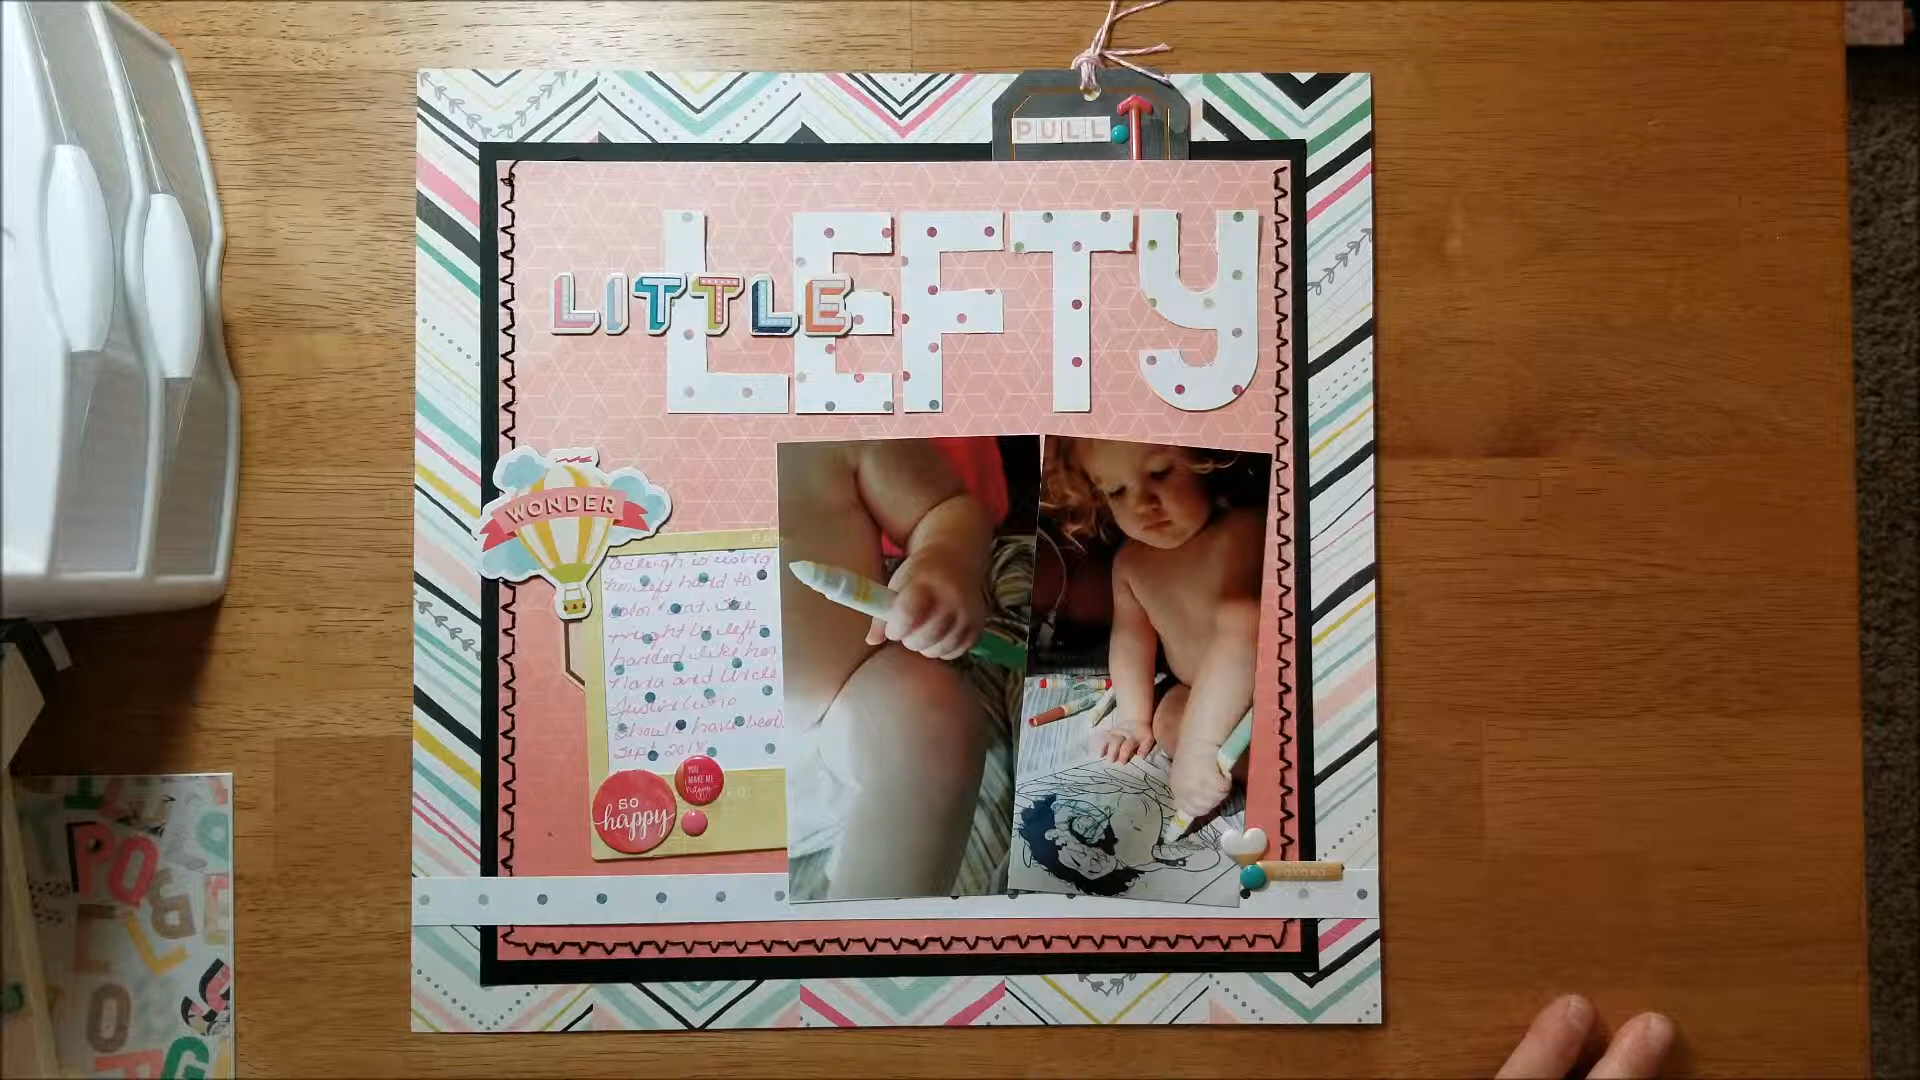 PULL
LITTLE
LEFTY
WONDER
is using
her left hand to
color & eat. She
might be left-
handed like her
Nana and Uncle
Justin (who
should have been).
Sept 2018
YOU
MAKE ME
happy
SO
happy